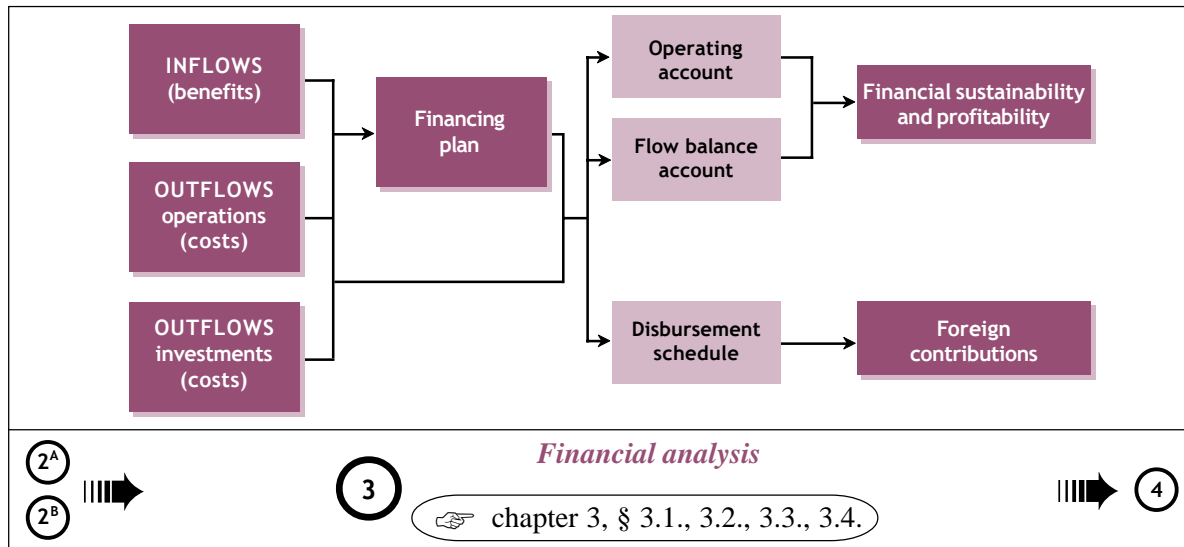 INFLOWS
(benefits)
OUTFLOWS
operations
(costs)
OUTFLOWS
investments
(costs)
Financing
plan
Operating
account
Flow balance
account
Disbursement
schedule
Financial sustainability
and profitability
Foreign
contributions
2A
2B
3
Financial analysis
☞ chapter 3, § 3.1., 3.2., 3.3., 3.4.
4